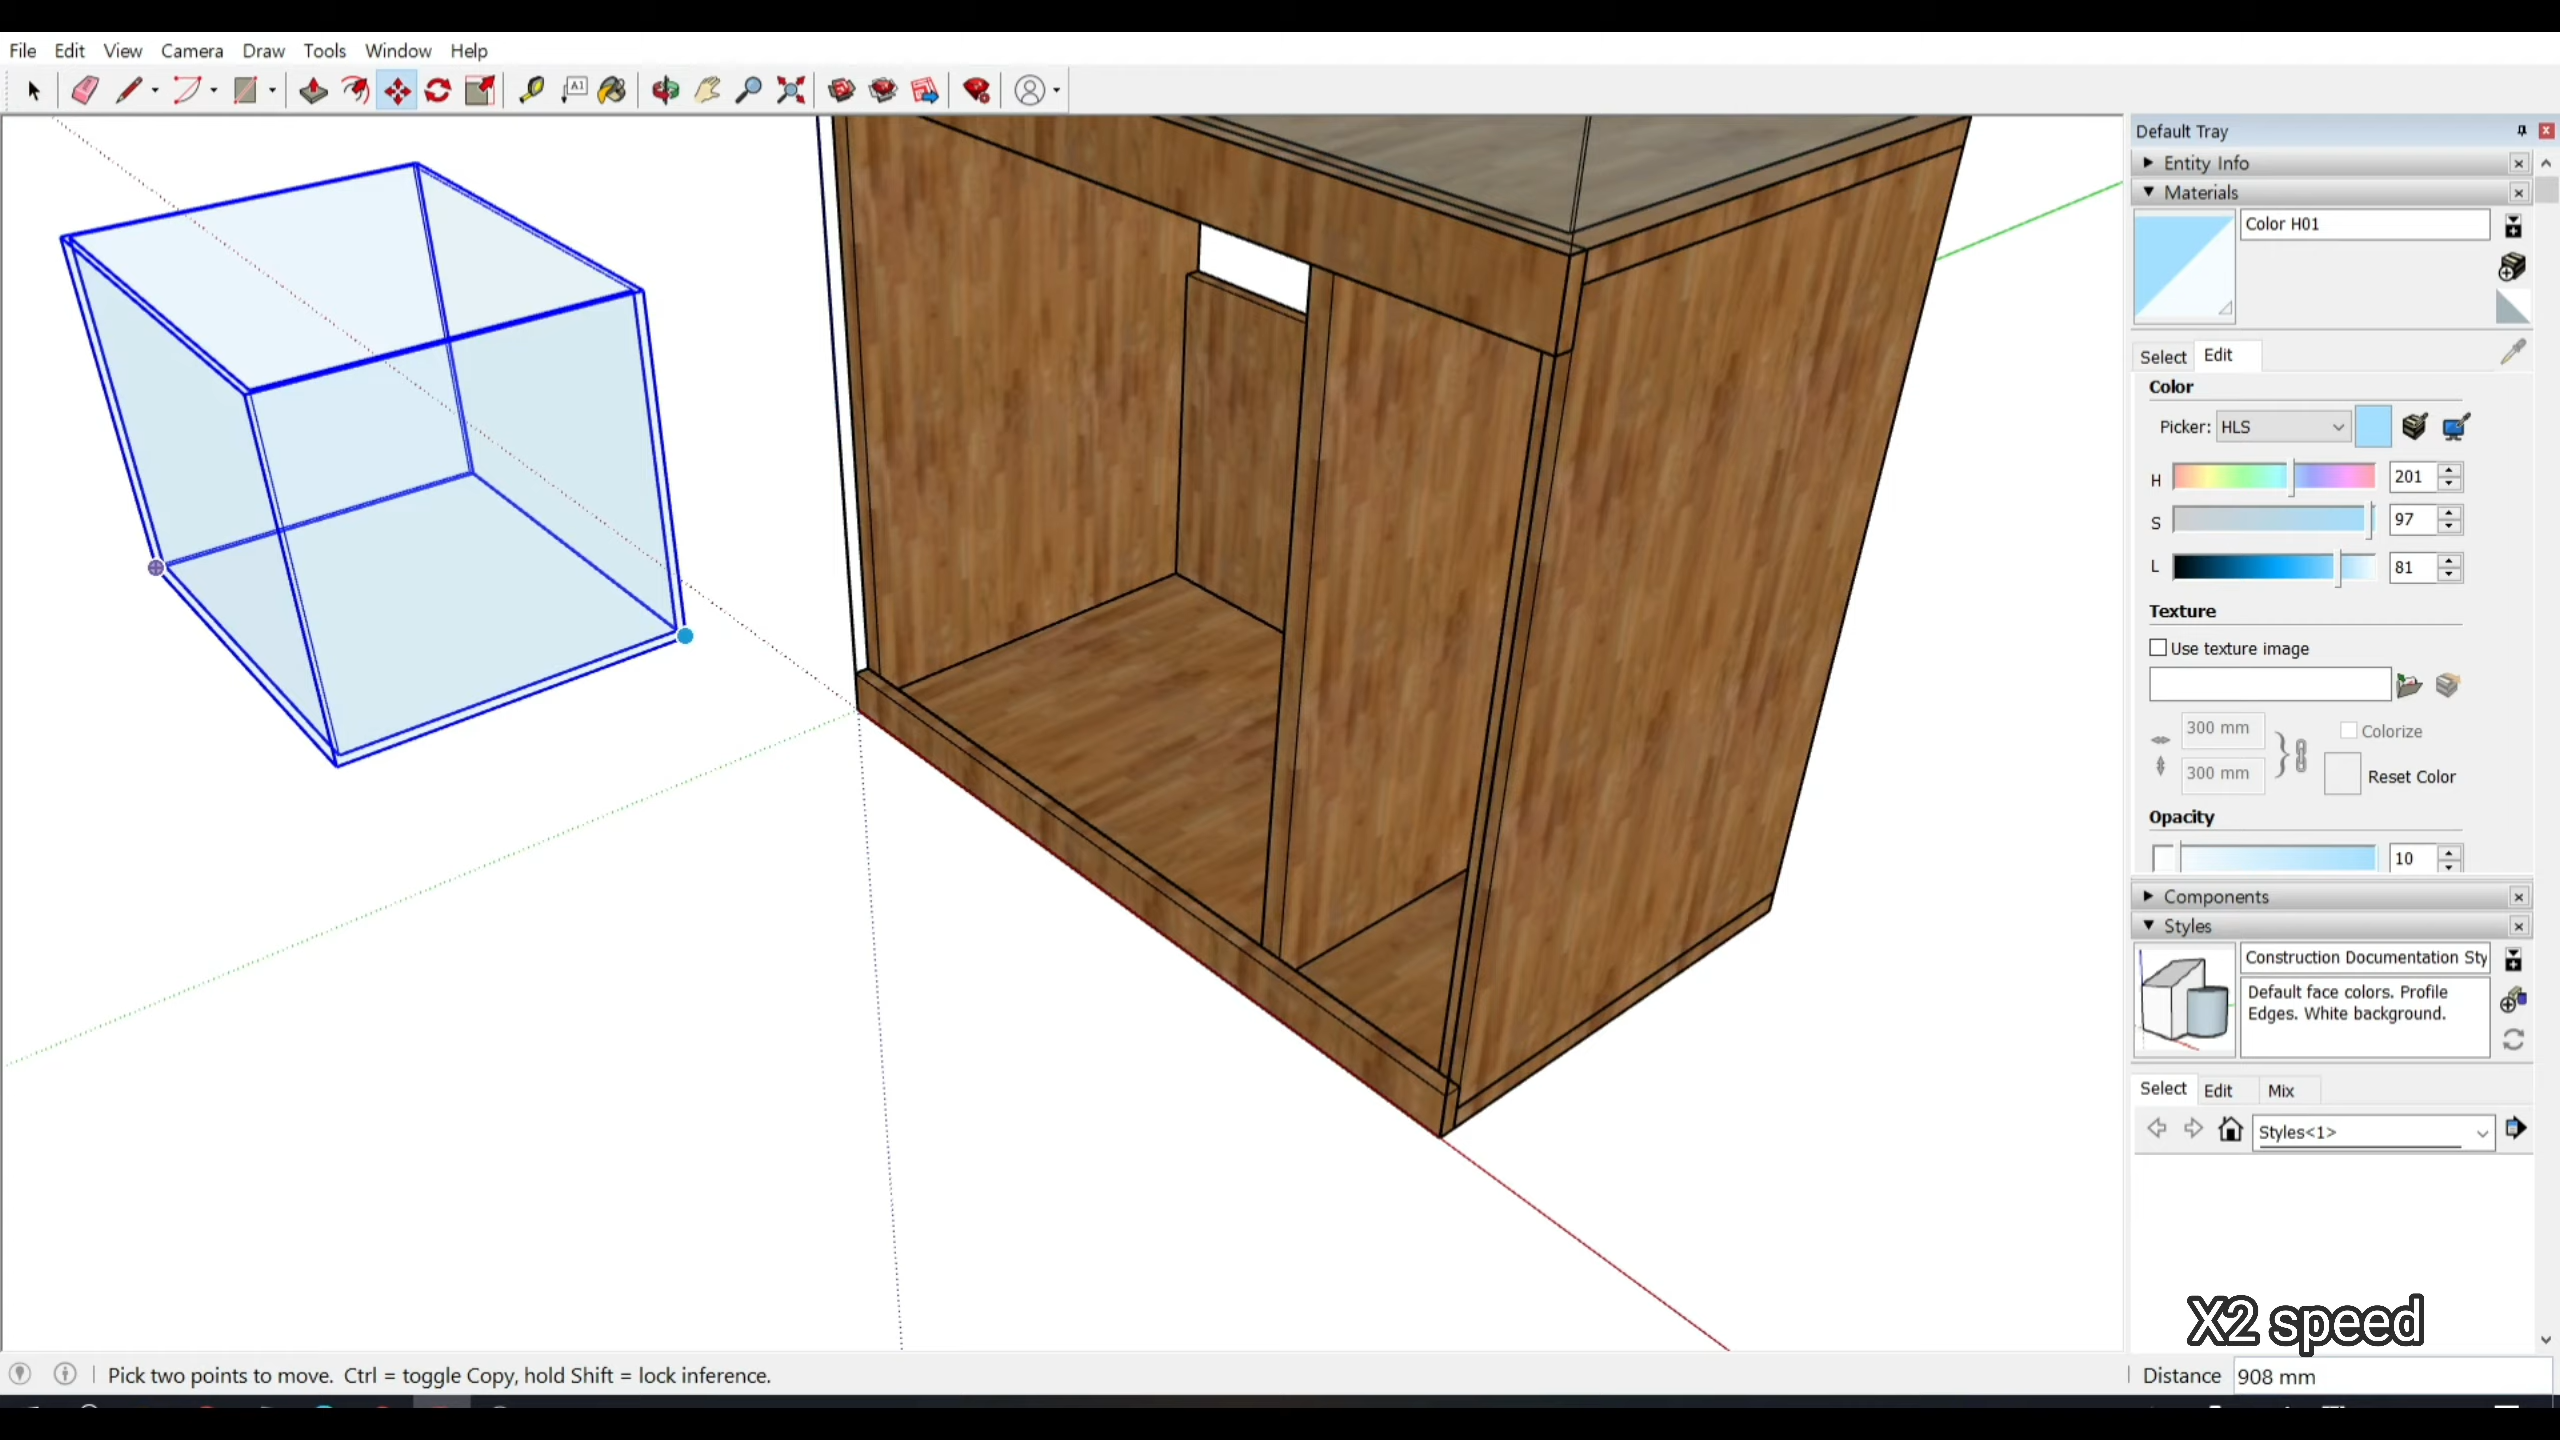 File Edit View Camera Draw Tools Window Help
A1
Default Tray
Entity Info
Materials
Color H01
Select Edit
Color
Picker: HLS
H 201
S 97
L 81
Texture
Use texture image
300 mm
Colorize
300 mm
Reset Color
Opacity
10
Components
Styles
Construction Documentation Sty
Default face colors. Profile
Edges. White background.
Select Edit Mix
Styles<1>
X2 speed
Pick two points to move. Ctrl = toggle Copy, hold Shift = lock inference.
Distance 908 mm